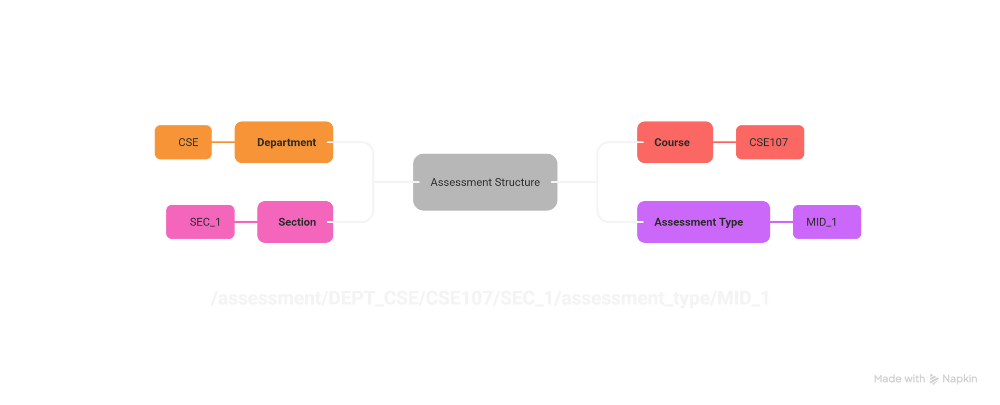 CSE
Department
Course
CSE107
Assessment Structure
SEC_1
Section
Assessment Type
MID_1
/assessment/DEPT_CSE/CSE107/SEC_1/assessment_type/MID_1
Made with Napkin